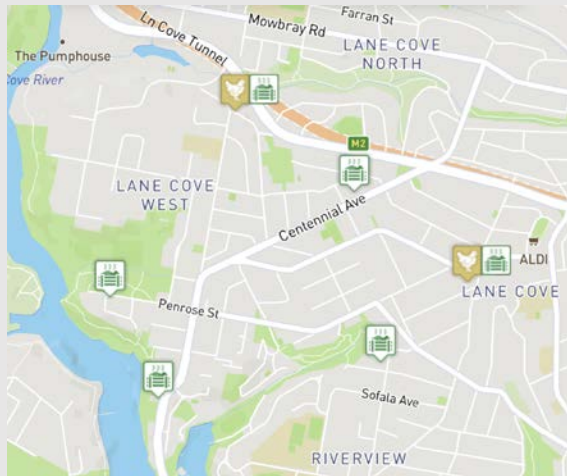 Farran St
Mowbray Rd
Ln Cove Tunnel
LANE COVE
NORTH
The Pumphouse
Cove River
M2
LANE COVE
WEST
Centennial Ave
ALDI
LANE COVE
Penrose St
Sofala Ave
RIVERVIEW